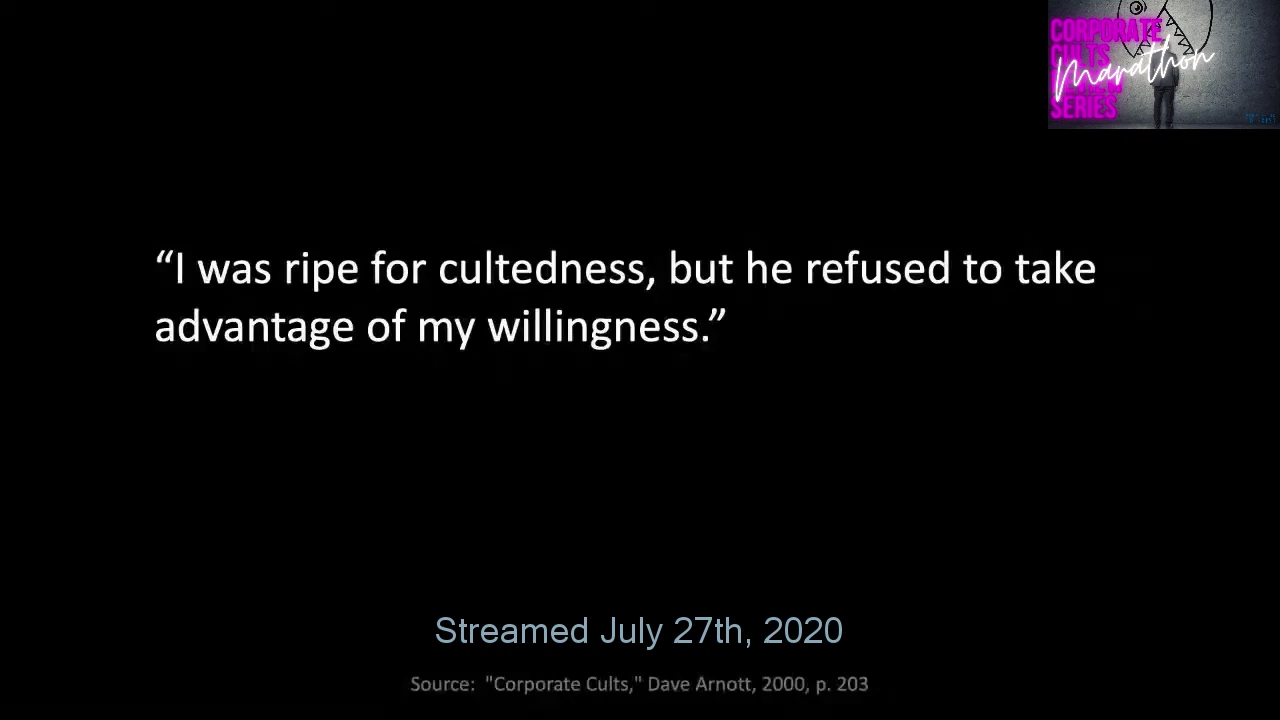 CORPORATE
CULTS
Marathon
SERIES
“I was ripe for cultedness, but he refused to take
advantage of my willingness.”
Streamed July 27th, 2020
Source: "Corporate Cults," Dave Arnott, 2000, p. 203